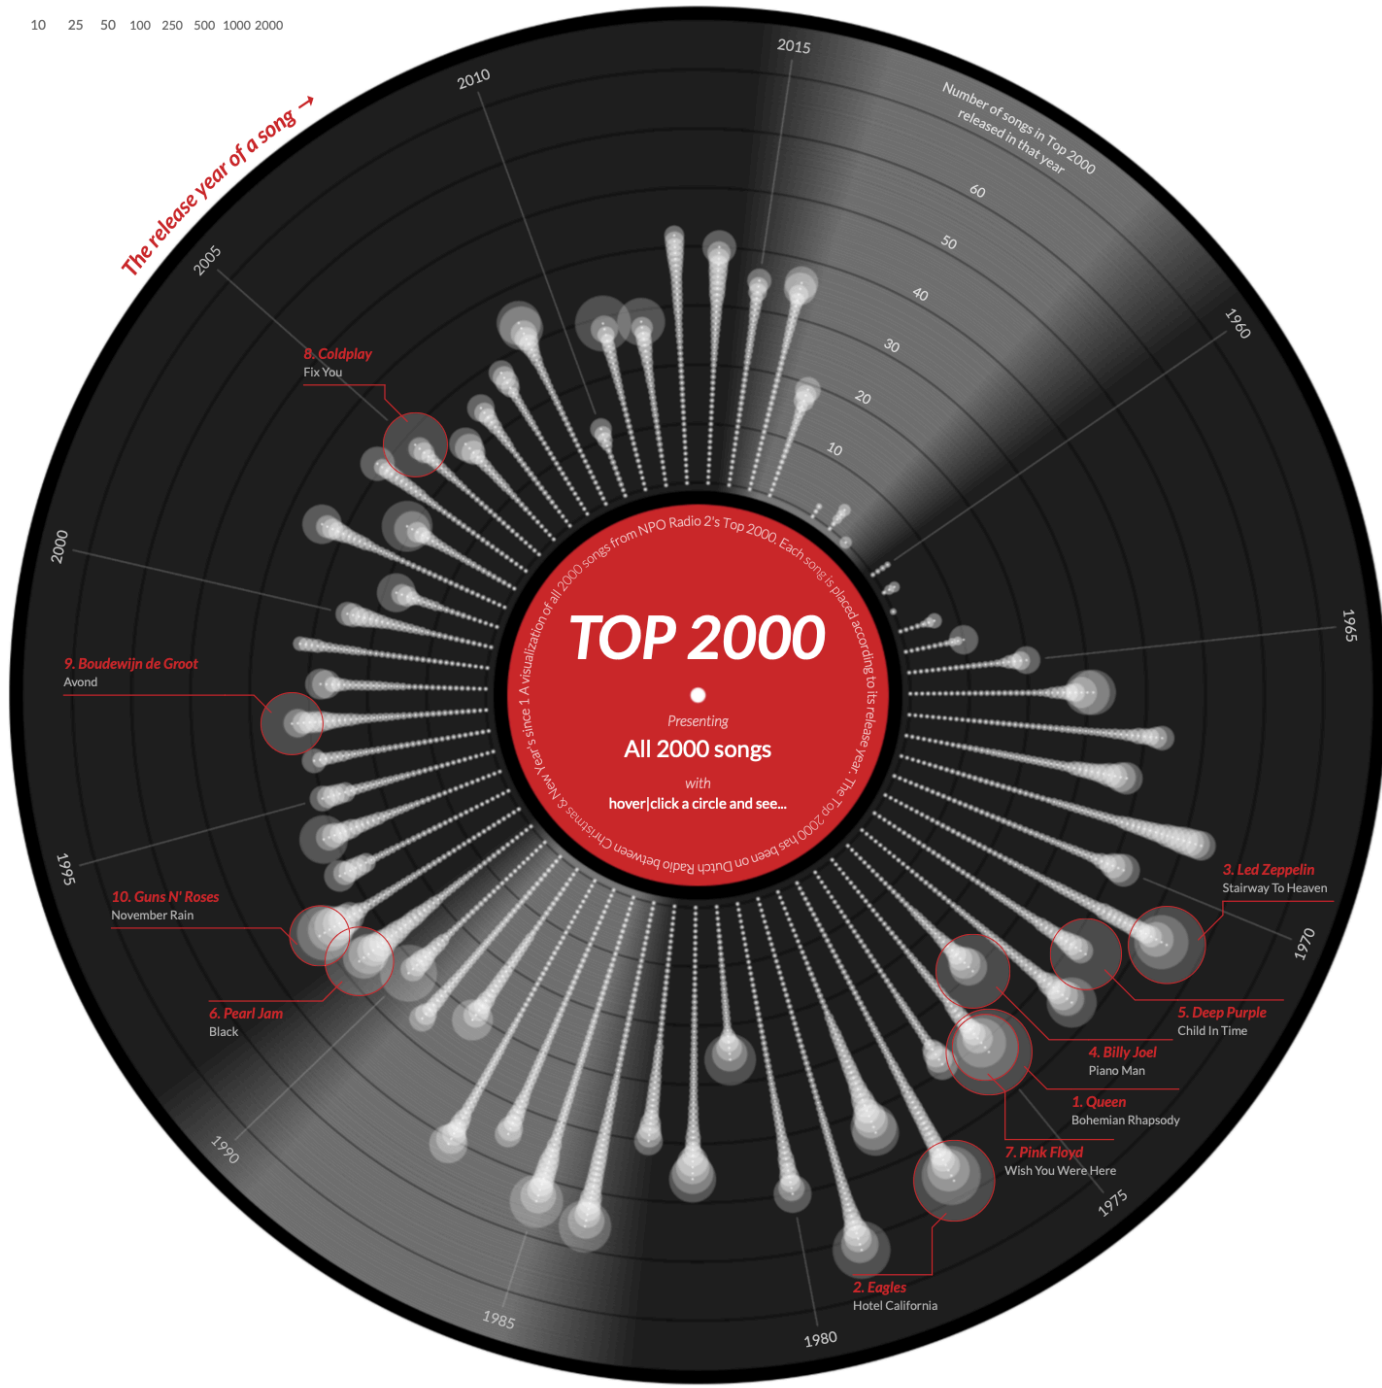 10 25 50 100 250 500 1000 2000
The release year of a song →
2015
2010
2005
2000
1995
1990
1985
1980
1975
1970
1965
1960
Number of songs in Top 2000
released in that year
60
50
40
30
20
10
8. Coldplay
Fix You
9. Boudewijn de Groot
Avond
10. Guns N' Roses
November Rain
6. Pearl Jam
Black
3. Led Zeppelin
Stairway To Heaven
5. Deep Purple
Child In Time
4. Billy Joel
Piano Man
1. Queen
Bohemian Rhapsody
7. Pink Floyd
Wish You Were Here
2. Eagles
Hotel California
A visualization of all 2000 songs from NPO Radio 2's Top 2000. Each song is placed according to its release year. The Top 2000 has been on Dutch Radio between Christmas & New Year's since 1
TOP 2000
Presenting
All 2000 songs
with
hover|click a circle and see...